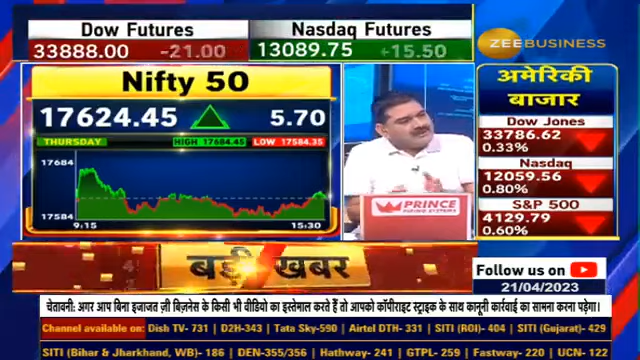 Dow Futures
33888.00 -21.00
Nasdaq Futures
13089.75 +15.50
ZEEBUSINESS
Nifty 50
17624.45 5.70
THURSDAY HIGH 17684.45 LOW 17584.35
17684
17584
9:15 15:30
PRINCE
PIPING SYSTEMS
अमेरिकी
बाजार
Dow Jones
33786.62
0.33%
Nasdaq
12059.56
0.80%
S&P 500
4129.79
0.60%
बड़ी खबर
Follow us on
21/04/2023
चेतावनी: अगर आप बिना इजाजत ज़ी बिज़नेस के किसी भी वीडियो का इस्तेमाल करते हैं तो आपको कॉपीराइट स्ट्राइक के साथ कानूनी कार्रवाई का सामना करना पड़ेगा।
Channel available on: Dish TV- 731 | D2H-343 | Tata Sky-590 | Airtel DTH- 331 | SITI (ROI) - 404 | SITI (Gujarat) - 429
SITI (Bihar & Jharkhand, WB)- 186 | DEN-355/356 | Hathway- 241 | GTPL- 259 | Fastway- 220 | UCN- 122